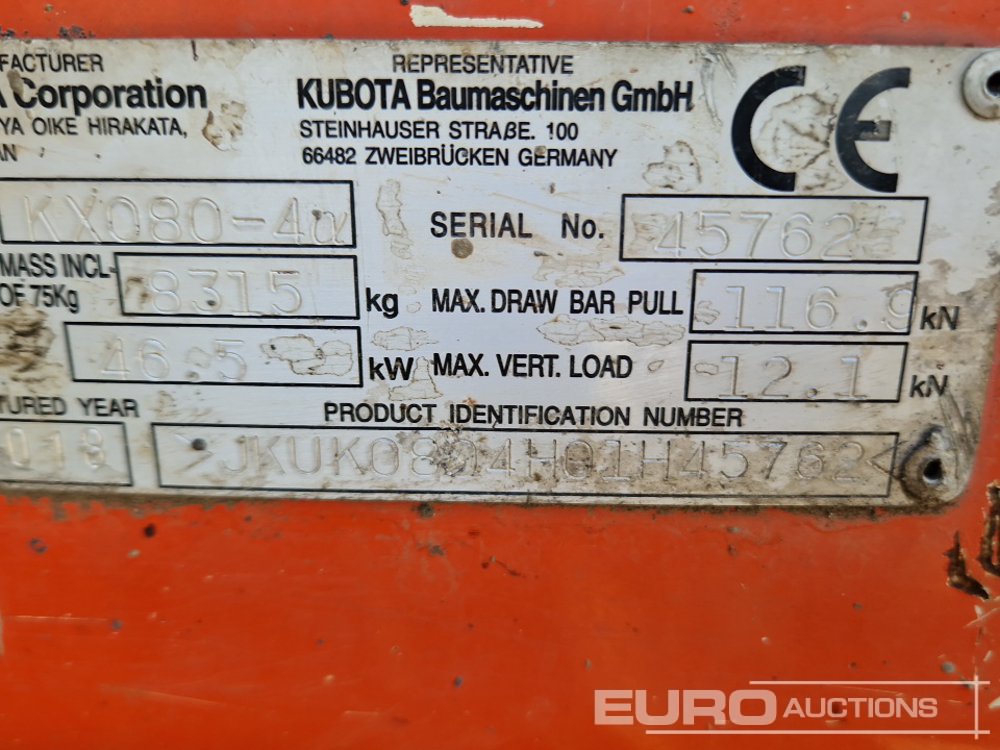 FACTURER
Corporation
YA OIKE HIRAKATA,
AN
REPRESENTATIVE
KUBOTA Baumaschinen GmbH
STEINHAUSER STRAßE. 100
66482 ZWEIBRÜCKEN GERMANY
CE
KX080-4α
SERIAL No. 45762
MASS INCL-
OF 75Kg 8315 kg
MAX. DRAW BAR PULL 116.9 kN
46.5 kW
MAX. VERT. LOAD 12.1 kN
TURED YEAR
018
PRODUCT IDENTIFICATION NUMBER
>JKUK0804H01H45762<
EURO AUCTIONS